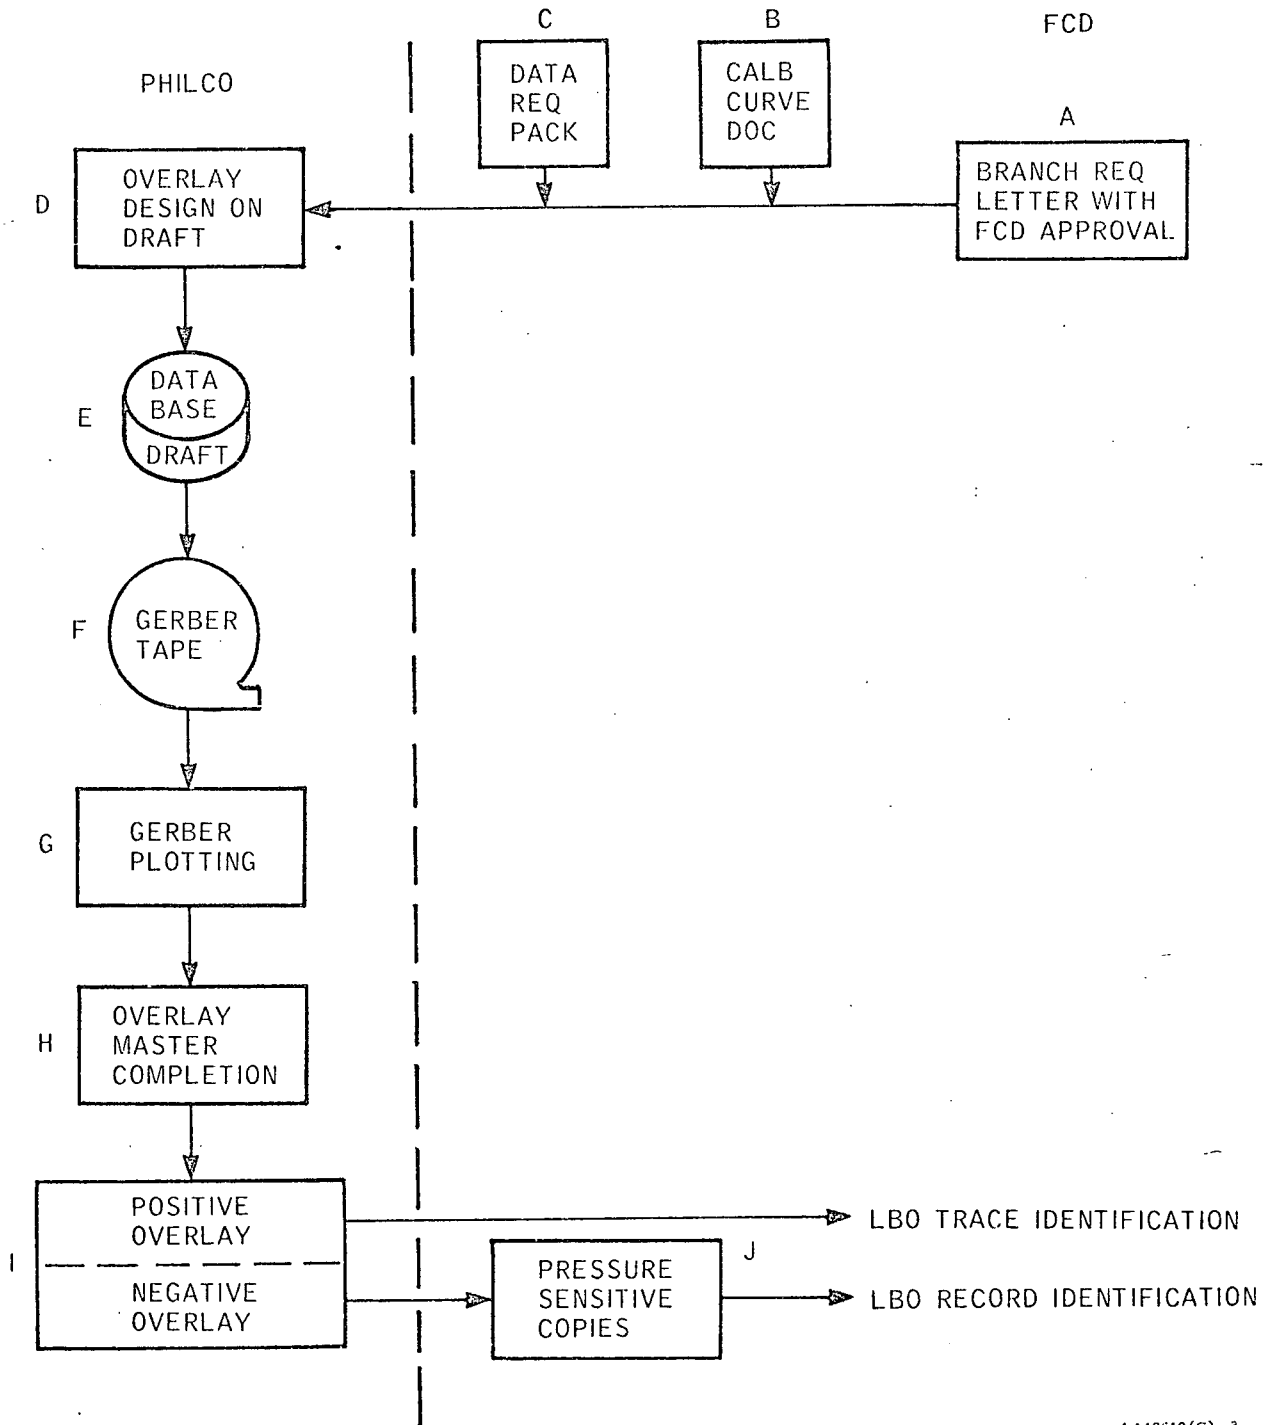 C
B
FCD
PHILCO
DATA
REQ
PACK
CALB
CURVE
DOC
A
D
OVERLAY
DESIGN ON
DRAFT
BRANCH REQ
LETTER WITH
FCD APPROVAL
E
DATA
BASE
DRAFT
F
GERBER
TAPE
G
GERBER
PLOTTING
H
OVERLAY
MASTER
COMPLETION
I
POSITIVE
OVERLAY
LBO TRACE IDENTIFICATION
NEGATIVE
OVERLAY
J
PRESSURE
SENSITIVE
COPIES
LBO RECORD IDENTIFICATION